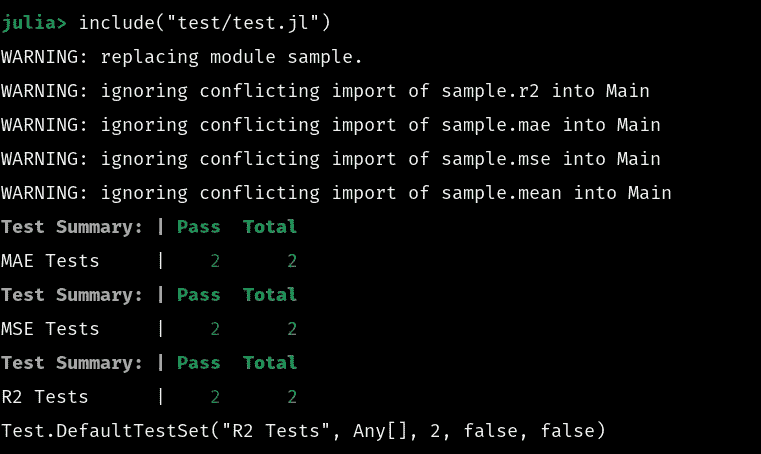 julia> include("test/test.jl")
WARNING: replacing module sample.
WARNING: ignoring conflicting import of sample.r2 into Main
WARNING: ignoring conflicting import of sample.mae into Main
WARNING: ignoring conflicting import of sample.mse into Main
WARNING: ignoring conflicting import of sample.mean into Main
Test Summary: | Pass  Total
MAE Tests     |    2      2
Test Summary: | Pass  Total
MSE Tests     |    2      2
Test Summary: | Pass  Total
R2 Tests      |    2      2
Test.DefaultTestSet("R2 Tests", Any[], 2, false, false)